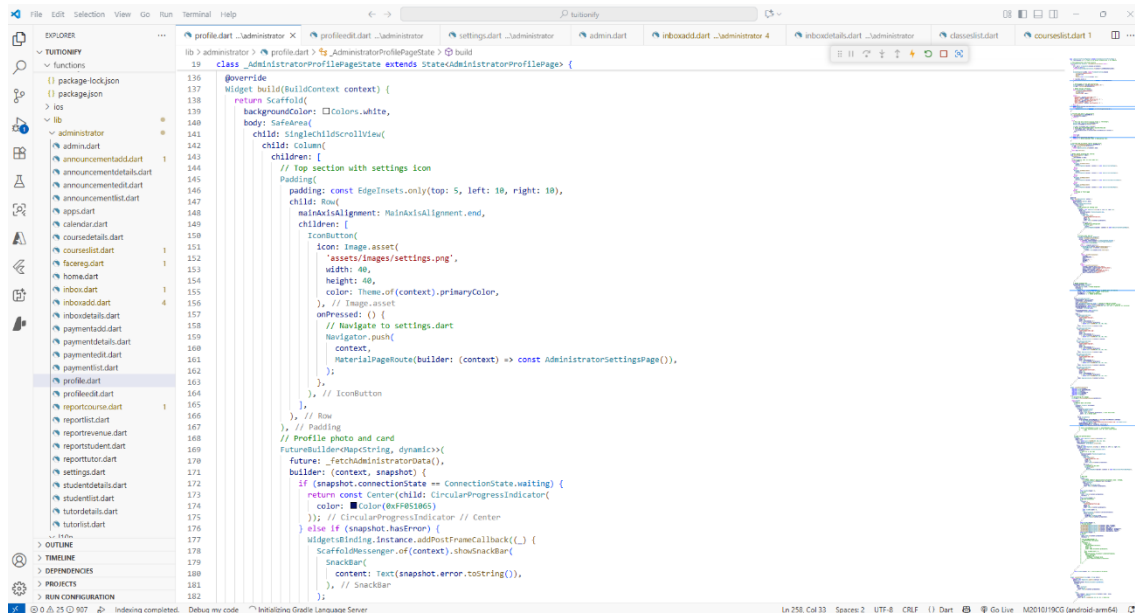 File Edit Selection View Go Run Terminal Help
tuitionify
EXPLORER
profile.dart ...\administrator
profileedit.dart ...\administrator
settings.dart ...\administrator
admin.dart
inboxadd.dart ...\administrator 4
inboxdetails.dart ...\administrator
classeslist.dart
courseslist.dart 1
TUITIONIFY
functions
package-lock.json
package.json
ios
lib
administrator
admin.dart
announcementadd.dart 1
announcementdetails.dart
announcementedit.dart
announcementlist.dart
apps.dart
calendar.dart
coursedetails.dart
courseslist.dart 1
facereg.dart 1
home.dart
inbox.dart 1
inboxadd.dart 4
inboxdetails.dart
paymentadd.dart
paymentdetails.dart
paymentedit.dart
paymentlist.dart
profile.dart
profileedit.dart
reportcourse.dart 1
reportlist.dart
reportrevenue.dart
reportstudent.dart
reporttutor.dart
settings.dart
studentdetails.dart
studentlist.dart
tutordetails.dart
tutorlist.dart
l10n
OUTLINE
TIMELINE
DEPENDENCIES
PROJECTS
RUN CONFIGURATION
lib > administrator > profile.dart > _AdministratorProfilePageState > build
19 class _AdministratorProfilePageState extends State<AdministratorProfilePage> {
136 @override
137 Widget build(BuildContext context) {
138 return Scaffold(
139 backgroundColor: Colors.white,
140 body: SafeArea(
141 child: SingleChildScrollView(
142 child: Column(
143 children: [
144 // Top section with settings icon
145 Padding(
146 padding: const EdgeInsets.only(top: 5, left: 10, right: 10),
147 child: Row(
148 mainAxisAlignment: MainAxisAlignment.end,
149 children: [
150 IconButton(
151 icon: Image.asset(
152 'assets/images/settings.png',
153 width: 40,
154 height: 40,
155 color: Theme.of(context).primaryColor,
156 ), // Image.asset
157 onPressed: () {
158 // Navigate to settings.dart
159 Navigator.push(
160 context,
161 MaterialPageRoute(builder: (context) => const AdministratorSettingsPage()),
162 );
163 },
164 ), // IconButton
165 ],
166 ), // Row
167 ), // Padding
168 // Profile photo and card
169 FutureBuilder<Map<String, dynamic>>(
170 future: _fetchAdministratorData(),
171 builder: (context, snapshot) {
172 if (snapshot.connectionState == ConnectionState.waiting) {
173 return const Center(child: CircularProgressIndicator(
174 color: Color(0xFF051065)
175 )); // CircularProgressIndicator // Center
176 } else if (snapshot.hasError) {
177 WidgetsBinding.instance.addPostFrameCallback((_) {
178 ScaffoldMessenger.of(context).showSnackBar(
179 SnackBar(
180 content: Text(snapshot.error.toString()),
181 ), // SnackBar
182 );
0 25 907 Indexing completed. Debug my code Initializing Gradle Language Server
Ln 258, Col 33 Spaces: 2 UTF-8 CRLF {} Dart Go Live M2010J19CG (android-arm64)